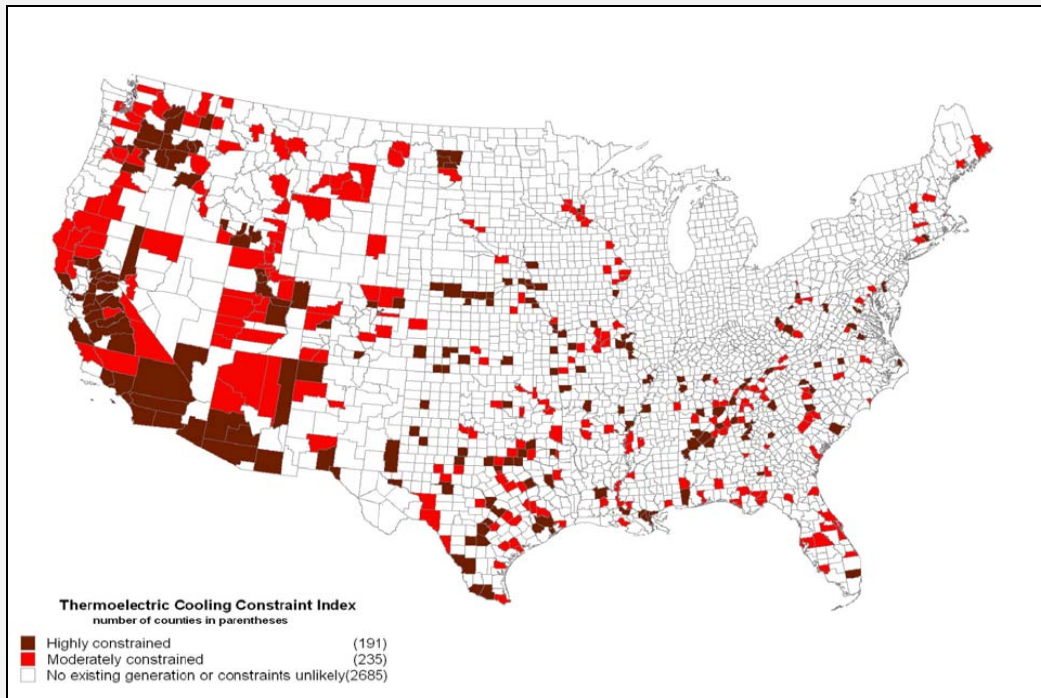 Thermoelectric Cooling Constraint Index
number of counties in parentheses
Highly constrained (191)
Moderately constrained (235)
No existing generation or constraints unlikely(2685)